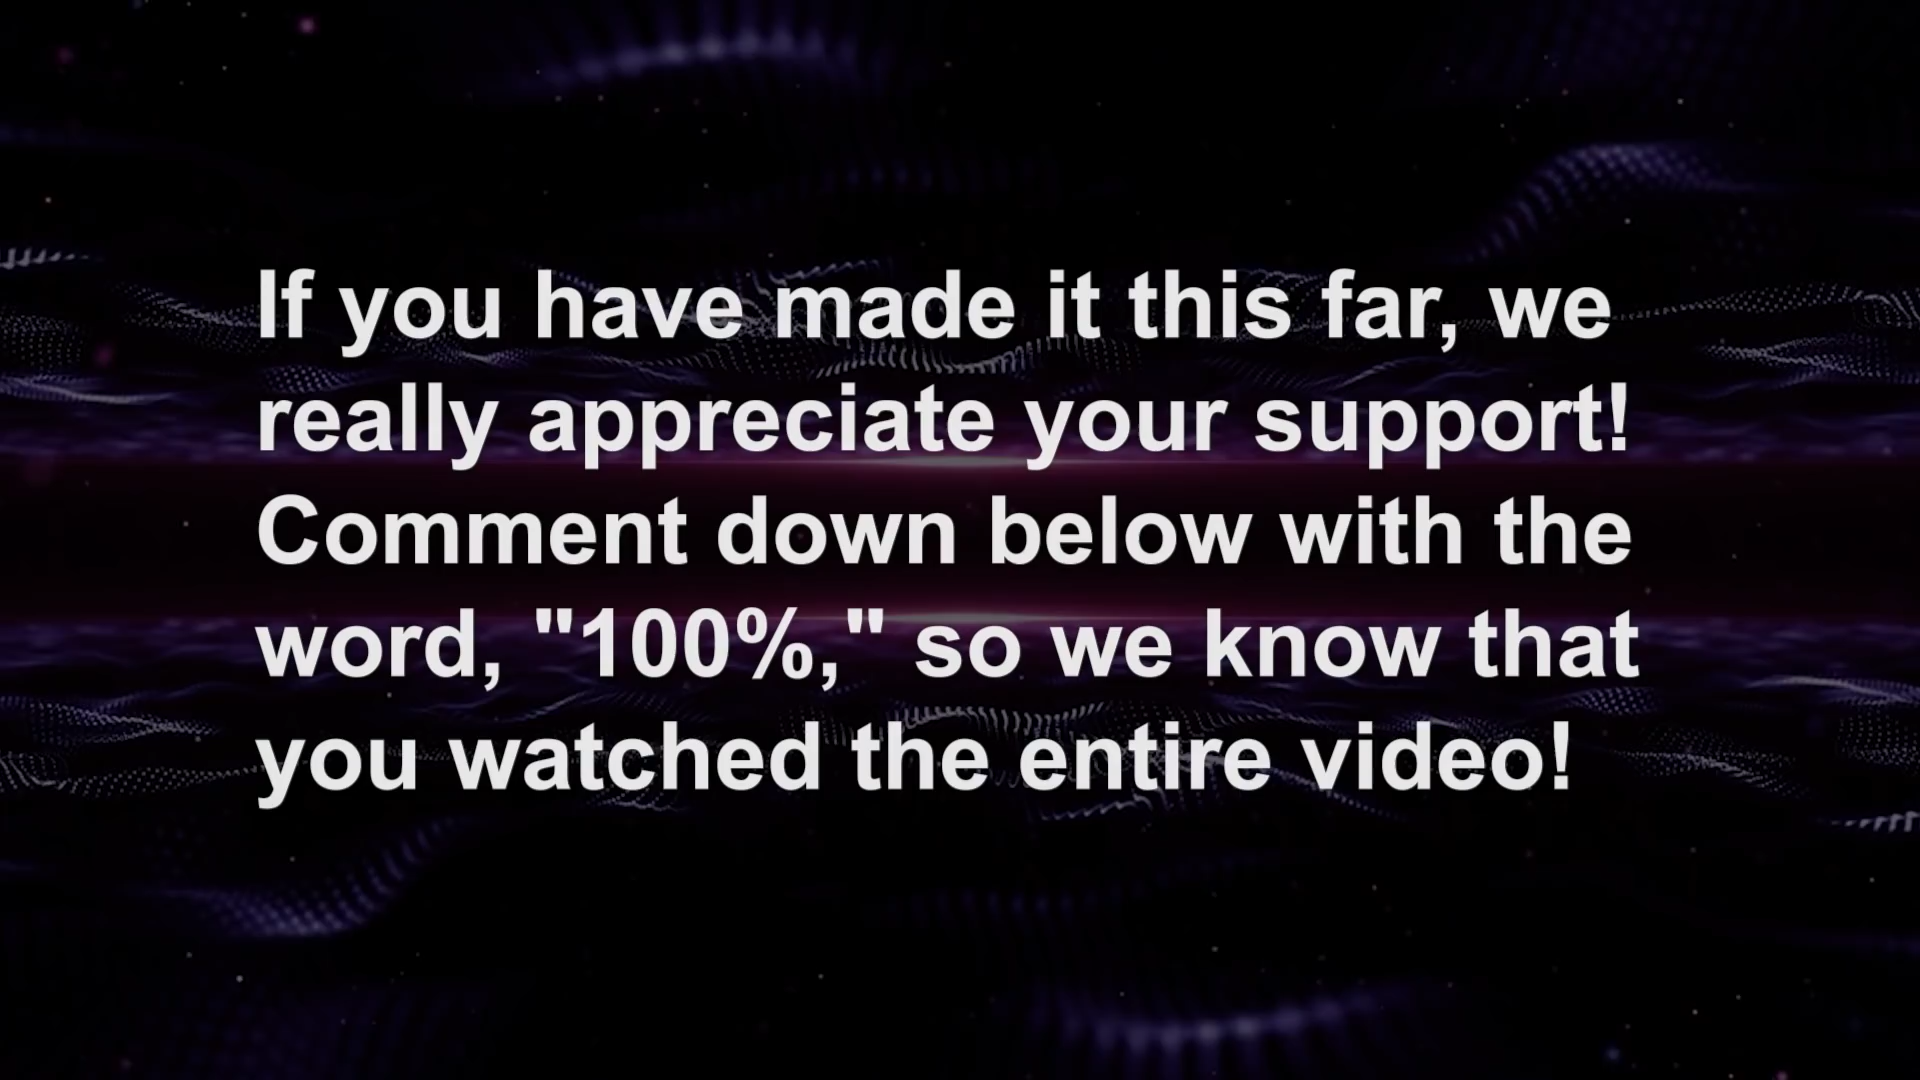 If you have made it this far, we
really appreciate your support!
Comment down below with the
word, "100%," so we know that
you watched the entire video!